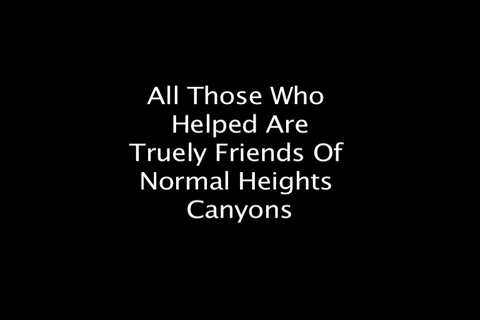 All Those Who
Helped Are
Truely Friends Of
Normal Heights
Canyons